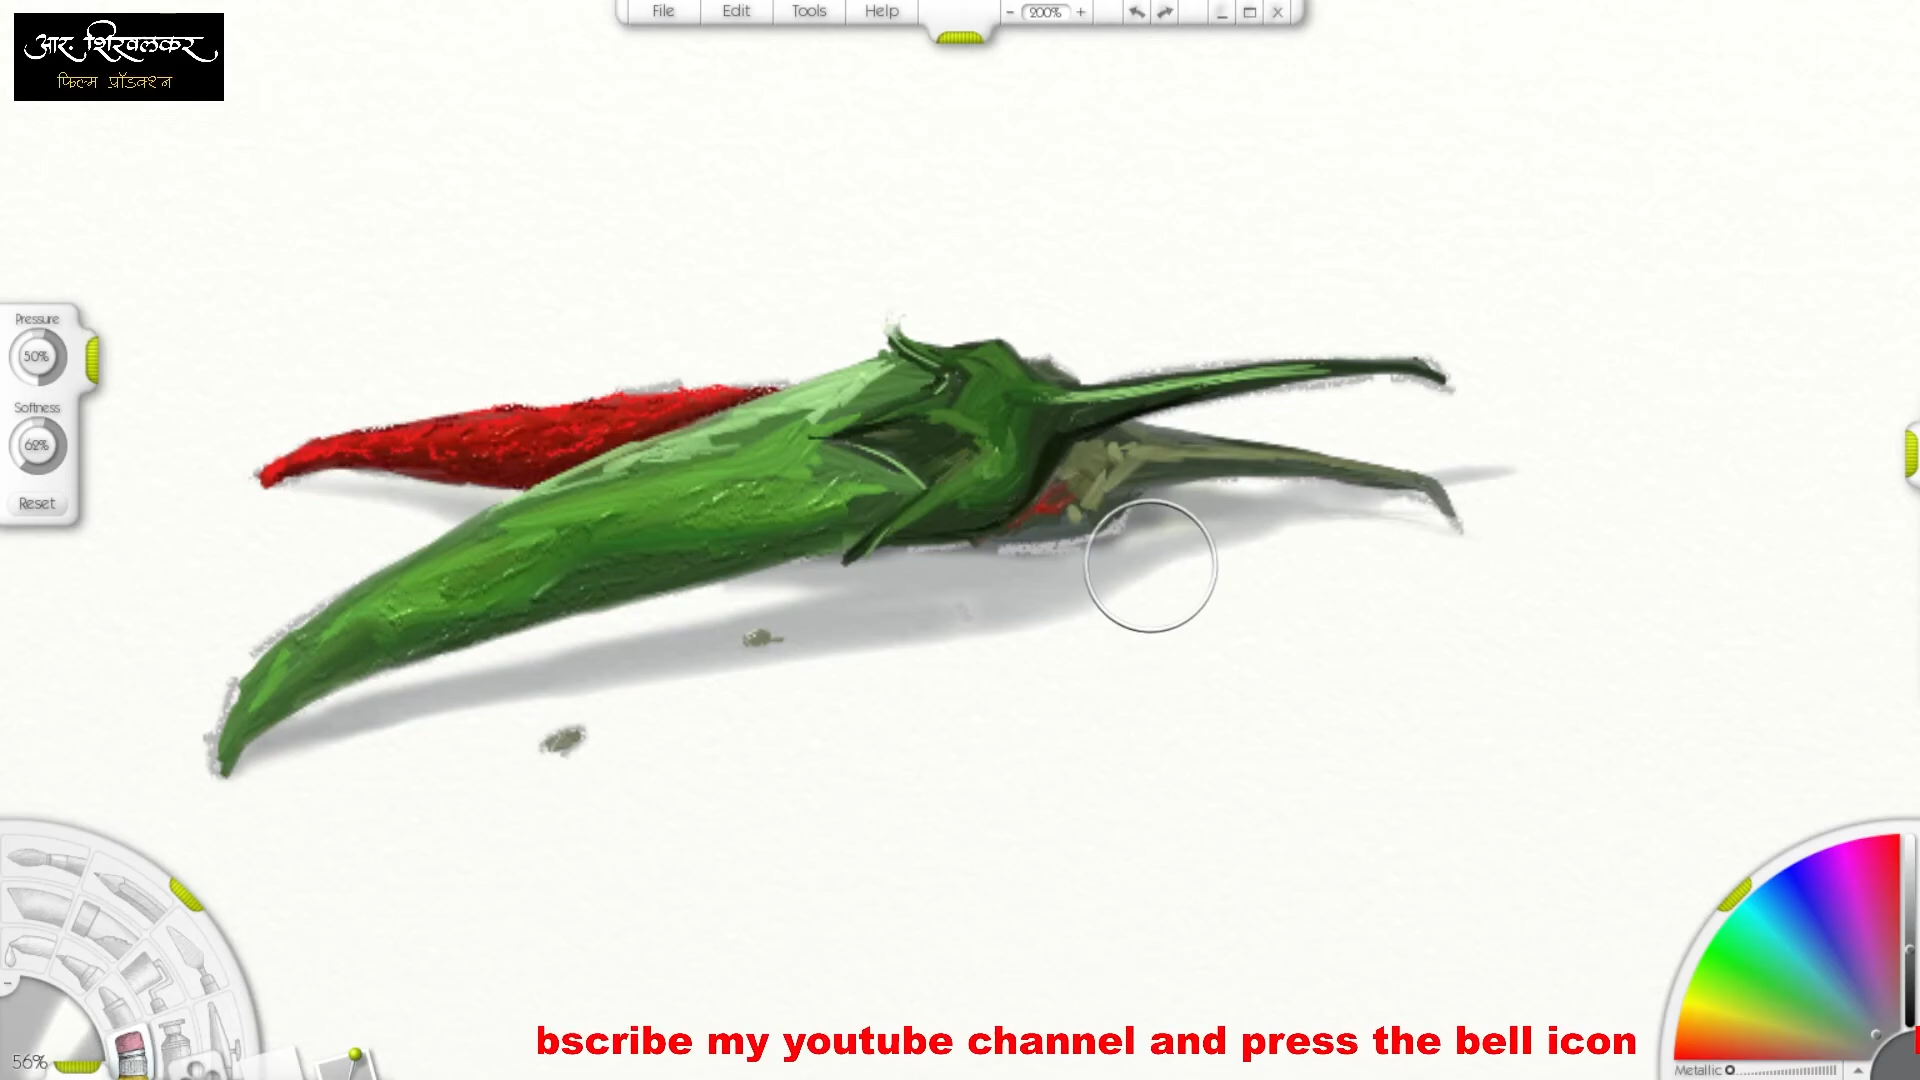 File Edit Tools Help - 200% +
आर. शिरवलकर
फिल्म प्रॉडक्शन
Pressure
50%
Softness
62%
Reset
bscribe my youtube channel and press the bell icon
56%
Metallic